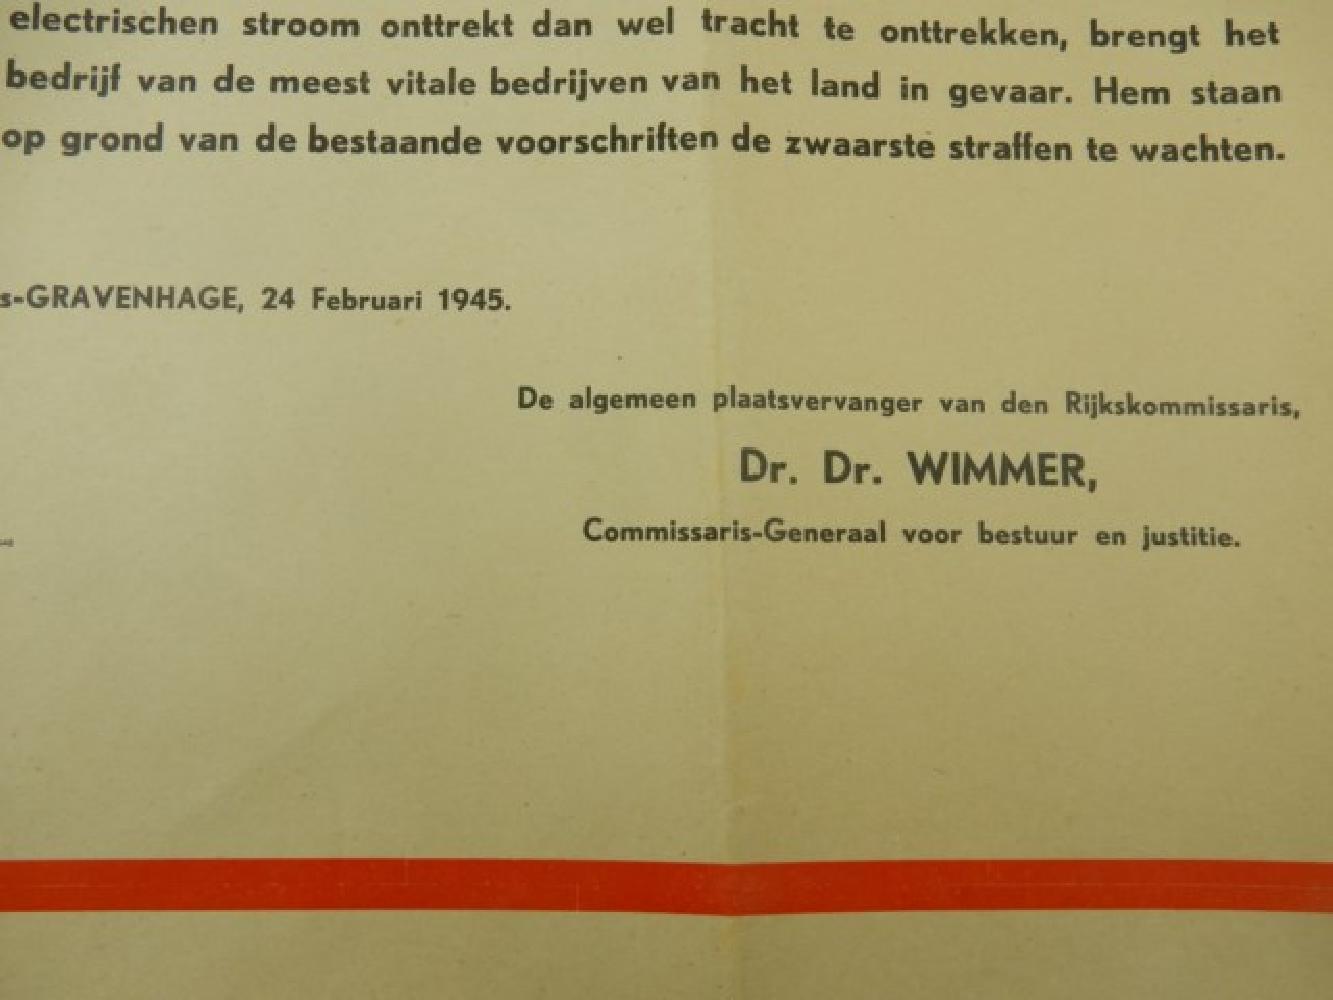 electrischen stroom onttrekt dan wel tracht te onttrekken, brengt het
bedrijf van de meest vitale bedrijven van het land in gevaar. Hem staan
op grond van de bestaande voorschriften de zwaarste straffen te wachten.
s-GRAVENHAGE, 24 Februari 1945.
De algemeen plaatsvervanger van den Rijkskommissaris,
Dr. Dr. WIMMER,
Commissaris-Generaal voor bestuur en justitie.